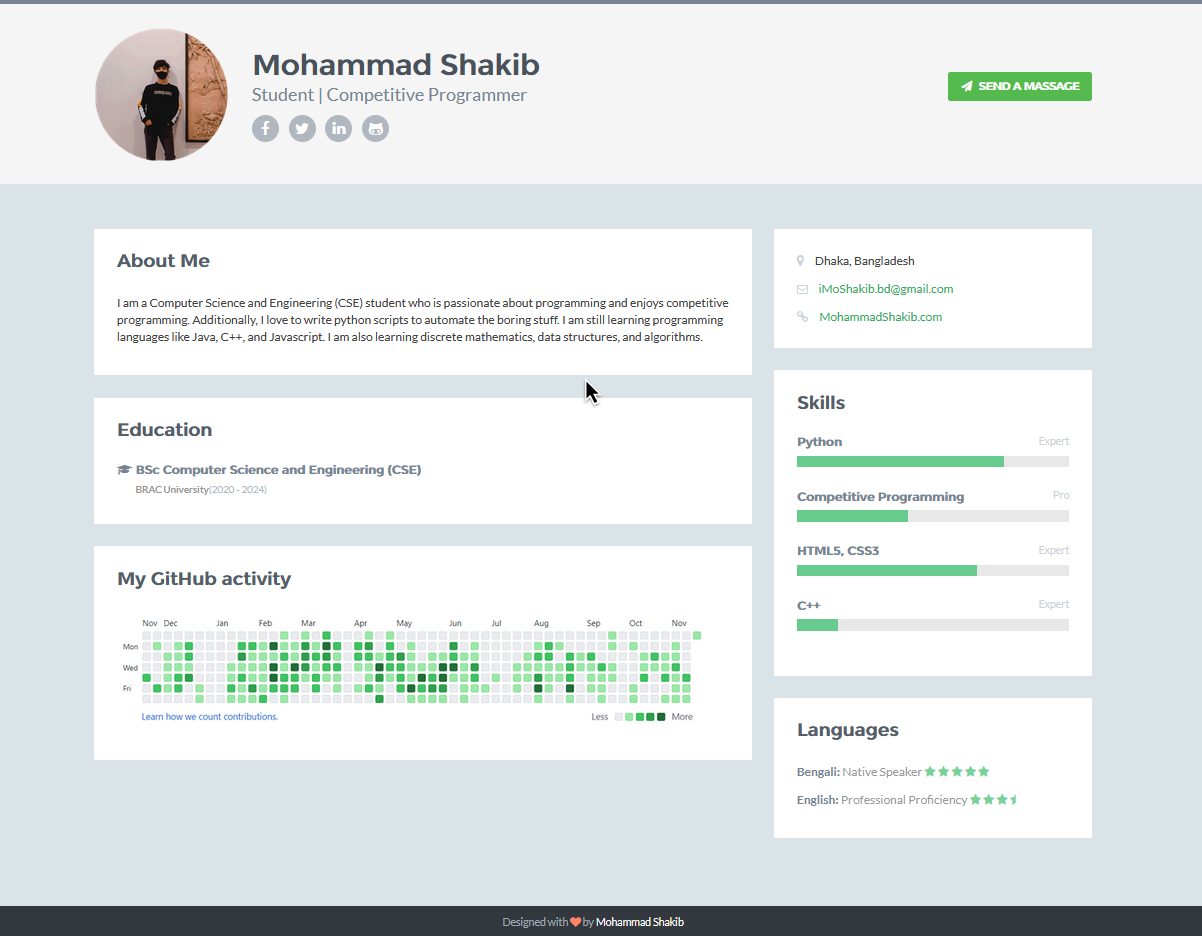 Mohammad Shakib
Student | Competitive Programmer
SEND A MASSAGE
About Me
I am a Computer Science and Engineering (CSE) student who is passionate about programming and enjoys competitive
programming. Additionally, I love to write python scripts to automate the boring stuff. I am still learning programming
languages like Java, C++, and Javascript. I am also learning discrete mathematics, data structures, and algorithms.
Education
BSc Computer Science and Engineering (CSE)
BRAC University(2020 - 2024)
My GitHub activity
Nov Dec Jan Feb Mar Apr May Jun Jul Aug Sep Oct Nov
Mon
Wed
Fri
Learn how we count contributions.
Less More
Dhaka, Bangladesh
iMoShakib.bd@gmail.com
MohammadShakib.com
Skills
Python Expert
Competitive Programming Pro
HTML5, CSS3 Expert
C++ Expert
Languages
Bengali: Native Speaker
English: Professional Proficiency
Designed with by Mohammad Shakib